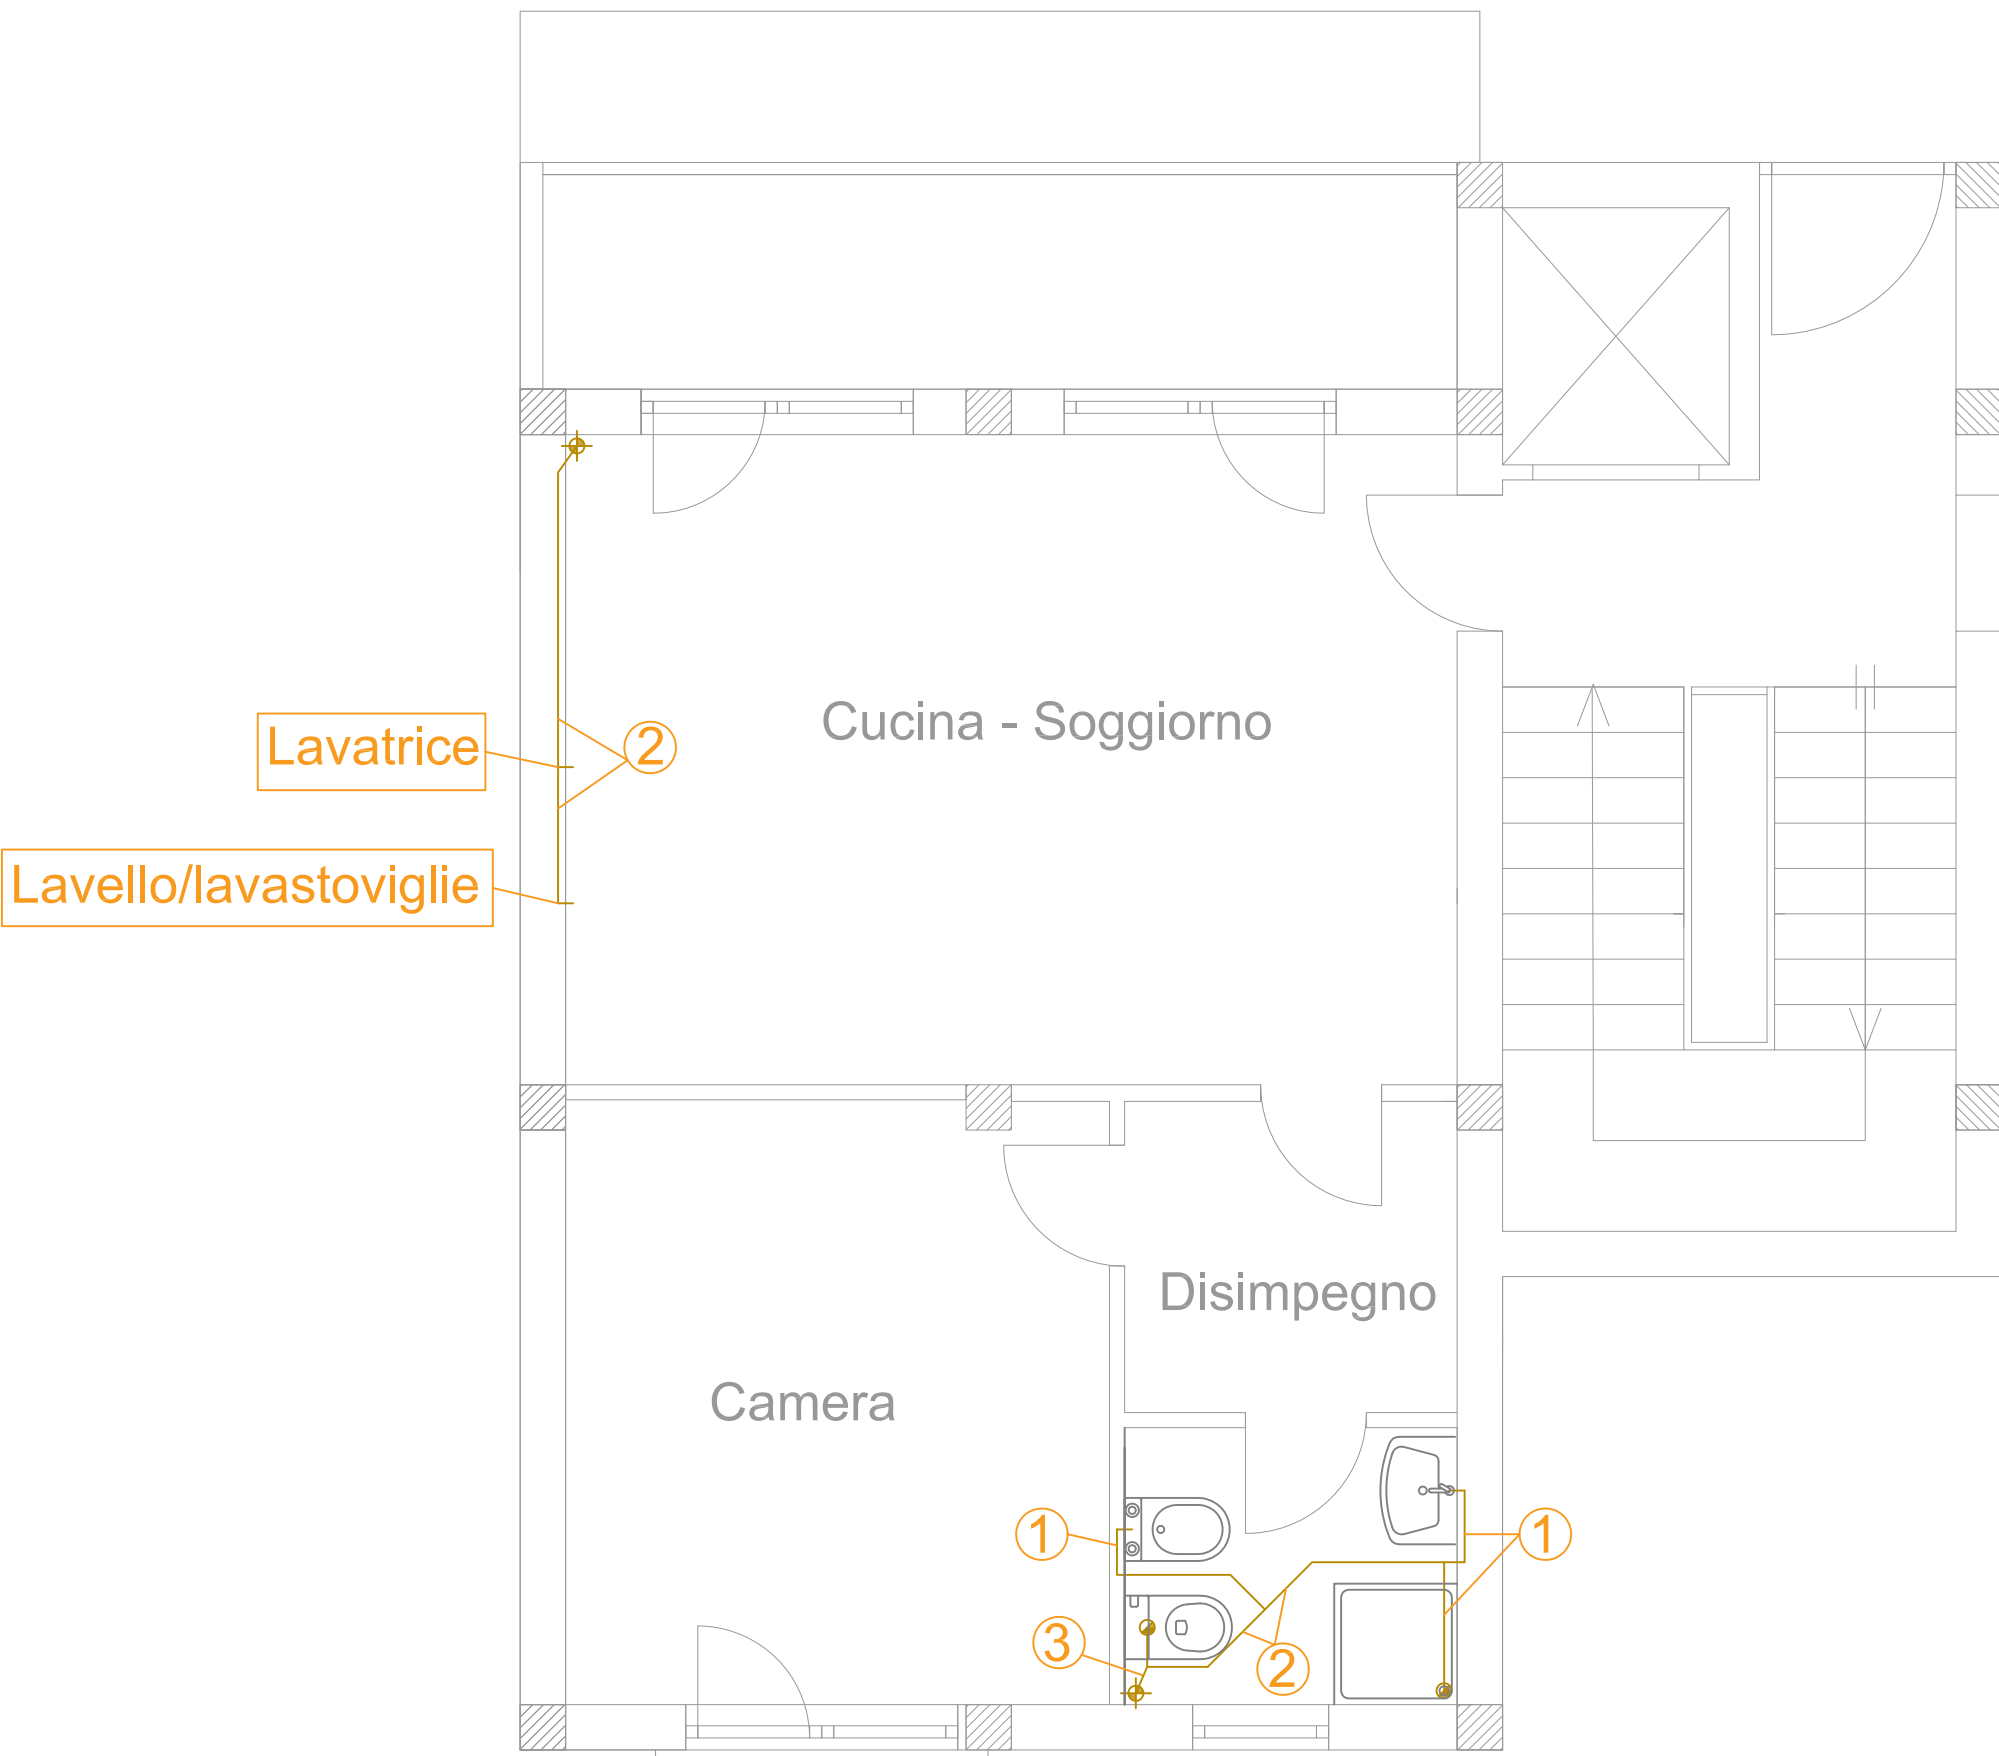 Cucina - Soggiorno
Lavatrice
2
Lavello/lavastoviglie
Disimpegno
Camera
1
1
3
2